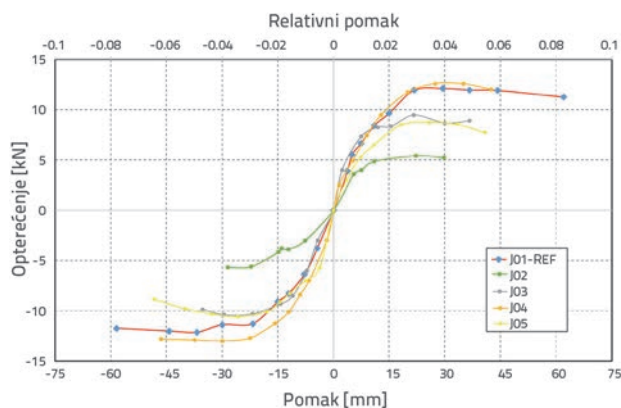 Relativni pomak
-0.1 -0.08 -0.06 -0.04 -0.02 0 0.02 0.04 0.06 0.08 0.1
15
10
5
0
-5
-10
-15
Opterećenje [kN]
J01-REF
J02
J03
J04
J05
-75 -60 -45 -30 -15 0 15 30 45 60 75
Pomak [mm]